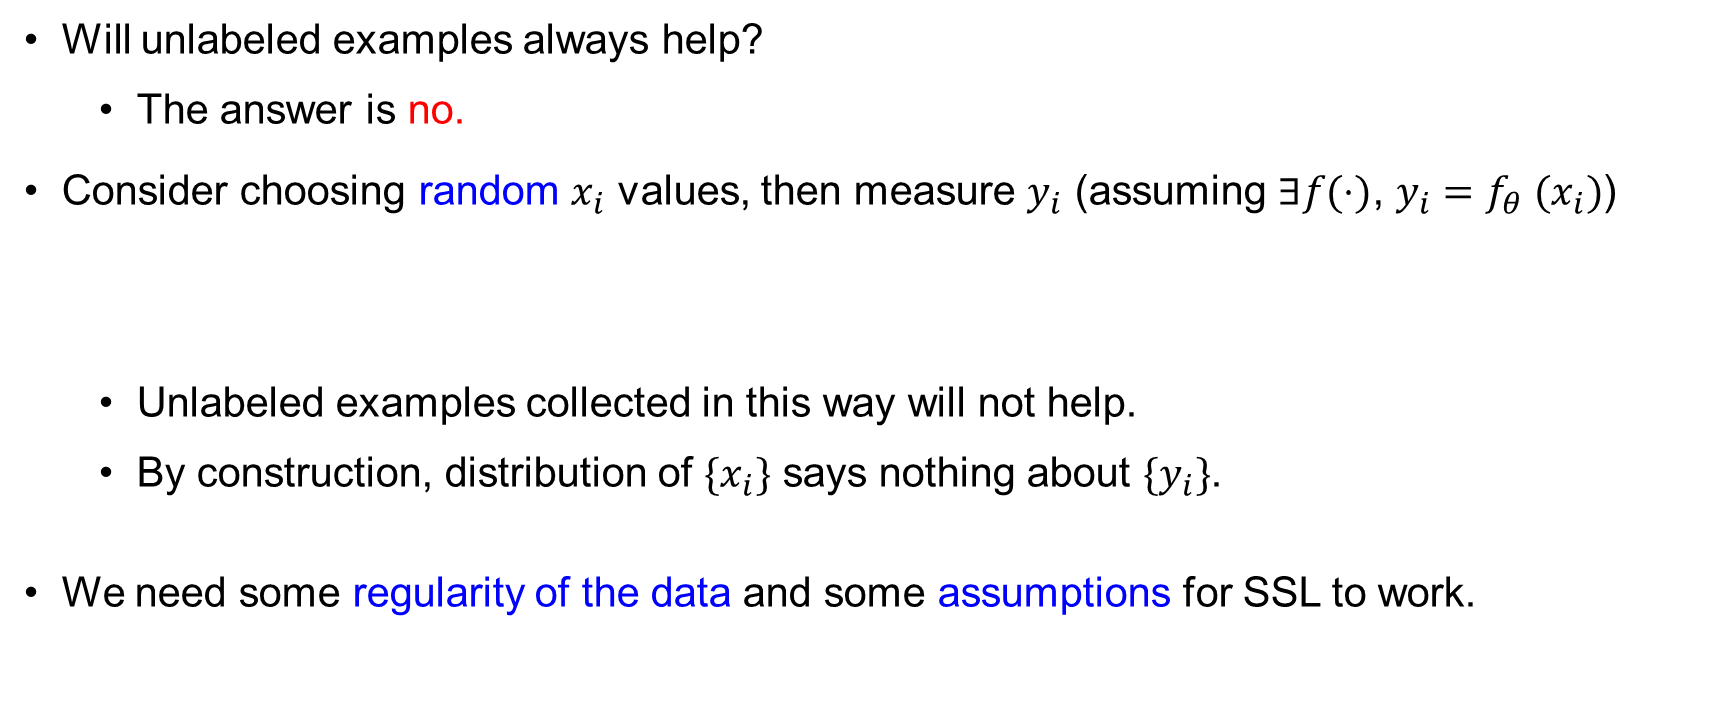 • Will unlabeled examples always help?
• The answer is no.
• Consider choosing random 𝑥ᵢ values, then measure 𝑦ᵢ (assuming ∃𝑓(·), 𝑦ᵢ = 𝑓_θ (𝑥ᵢ))
• Unlabeled examples collected in this way will not help.
• By construction, distribution of {𝑥ᵢ} says nothing about {𝑦ᵢ}.
• We need some regularity of the data and some assumptions for SSL to work.